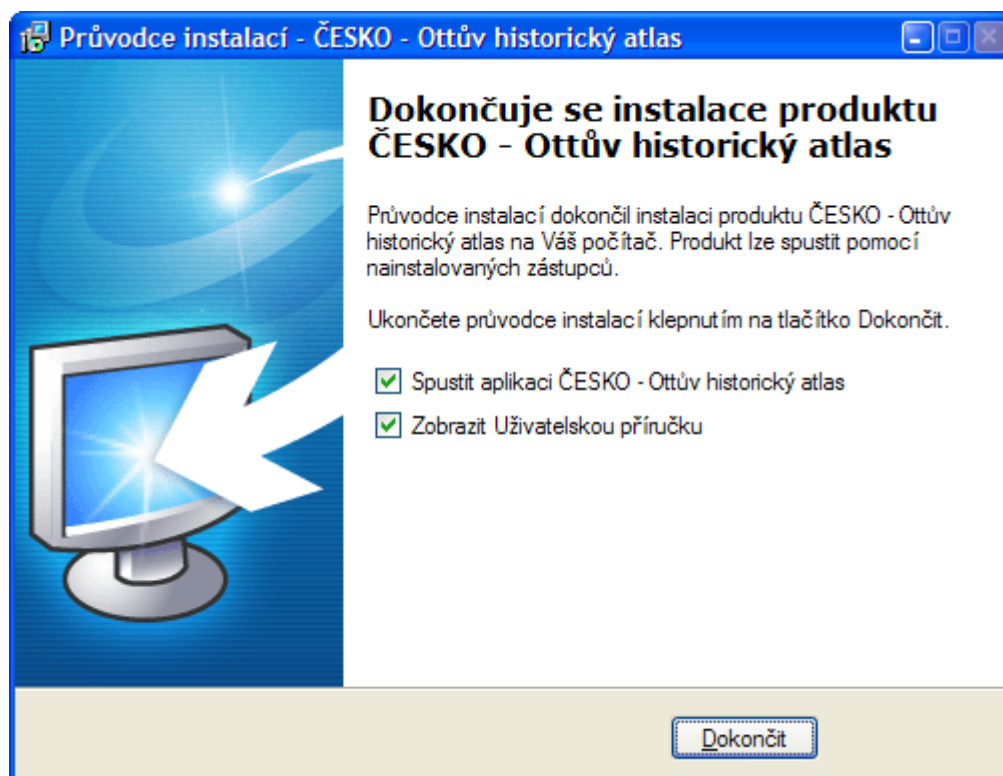 Průvodce instalací - ČESKO - Ottův historický atlas
Dokončuje se instalace produktu
ČESKO - Ottův historický atlas
Průvodce instalací dokončil instalaci produktu ČESKO - Ottův
historický atlas na Váš počítač. Produkt lze spustit pomocí
nainstalovaných zástupců.
Ukončete průvodce instalací klepnutím na tlačítko Dokončit.
Spustit aplikaci ČESKO - Ottův historický atlas
Zobrazit Uživatelskou příručku
Dokončit